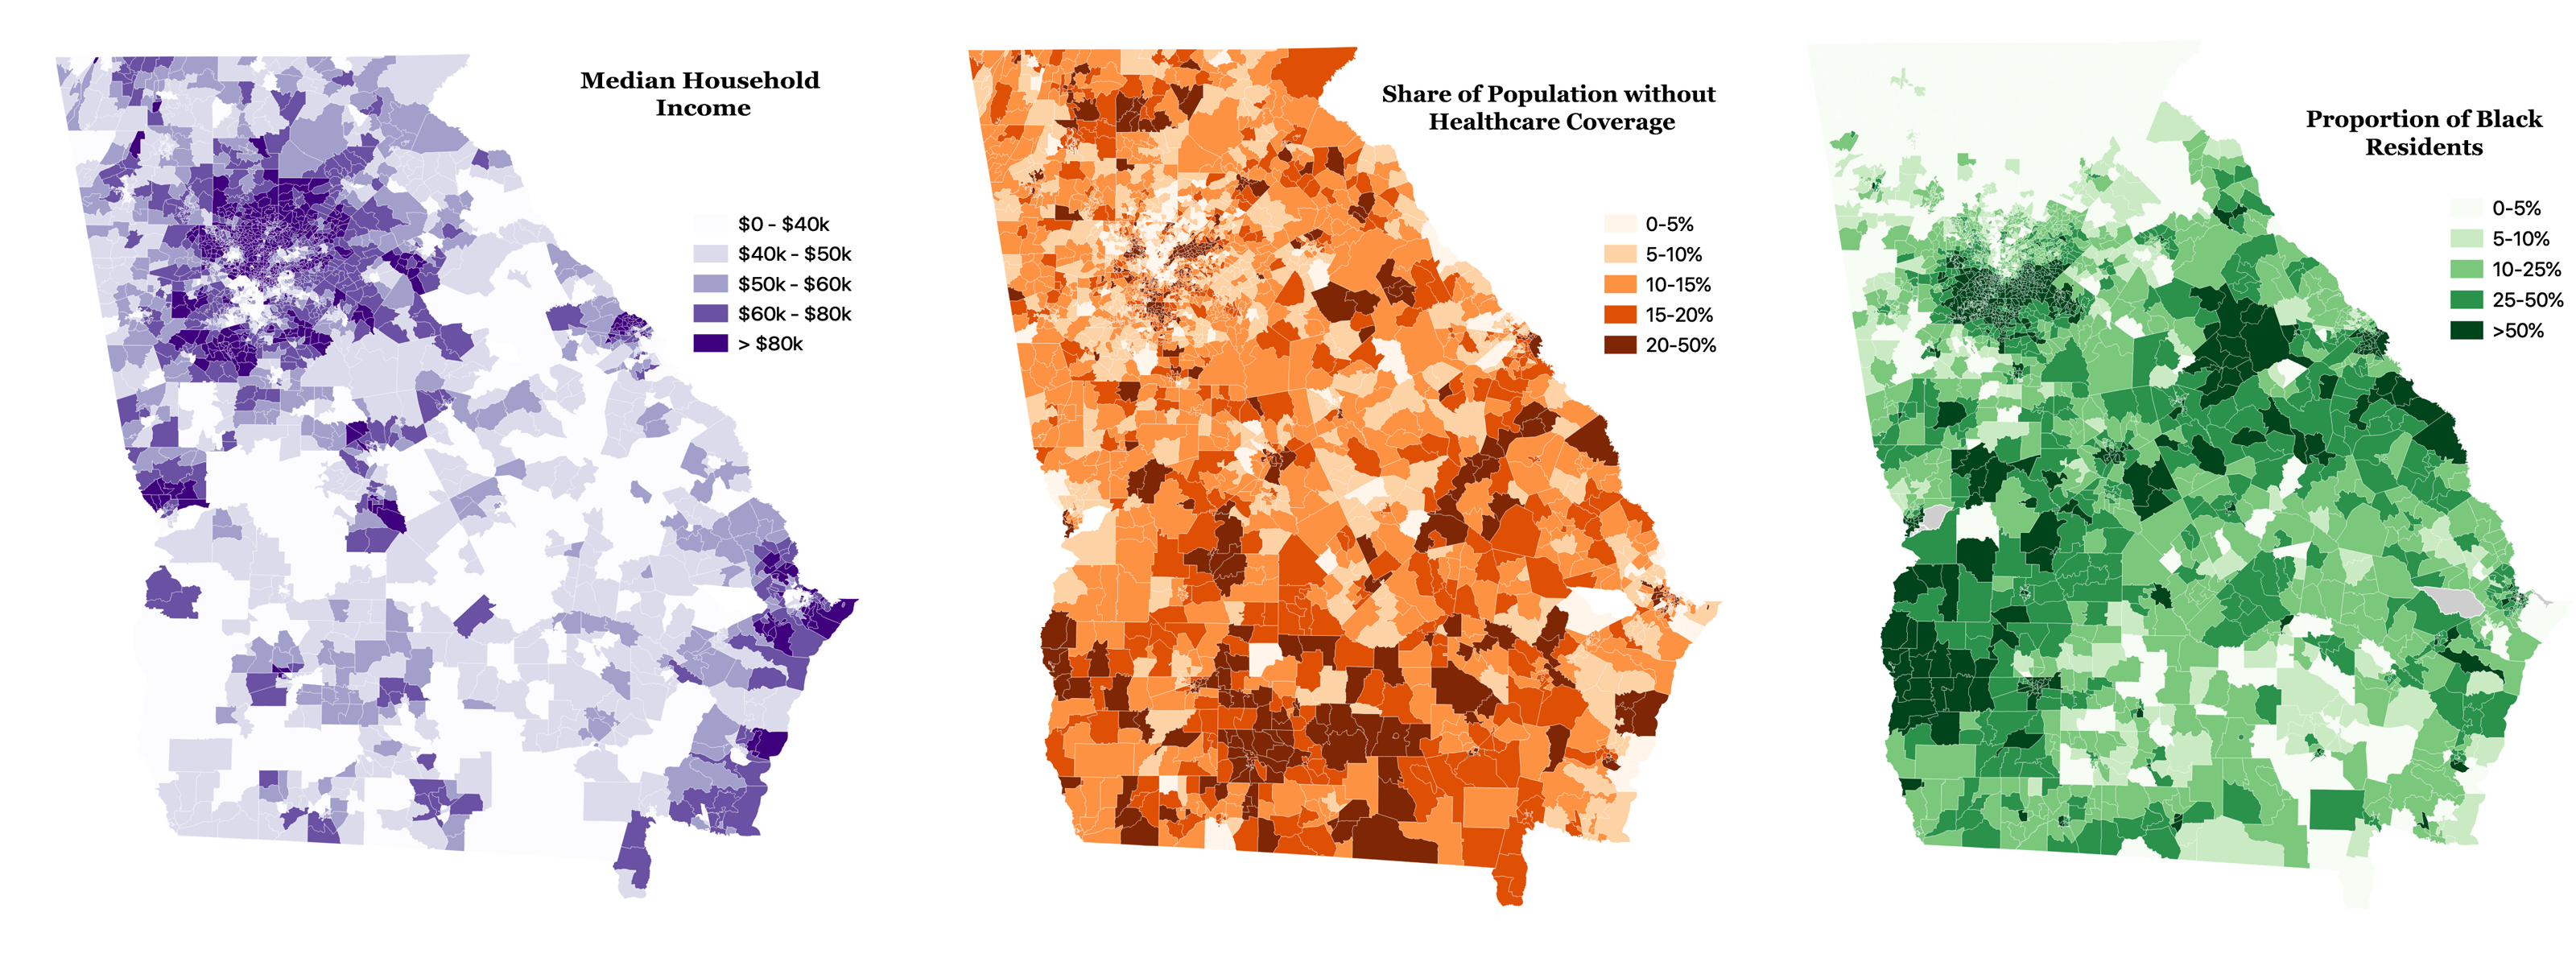 Median Household
Income
$0 - $40k
$40k - $50k
$50k - $60k
$60k - $80k
> $80k
Share of Population without
Healthcare Coverage
0-5%
5-10%
10-15%
15-20%
20-50%
Proportion of Black
Residents
0-5%
5-10%
10-25%
25-50%
>50%